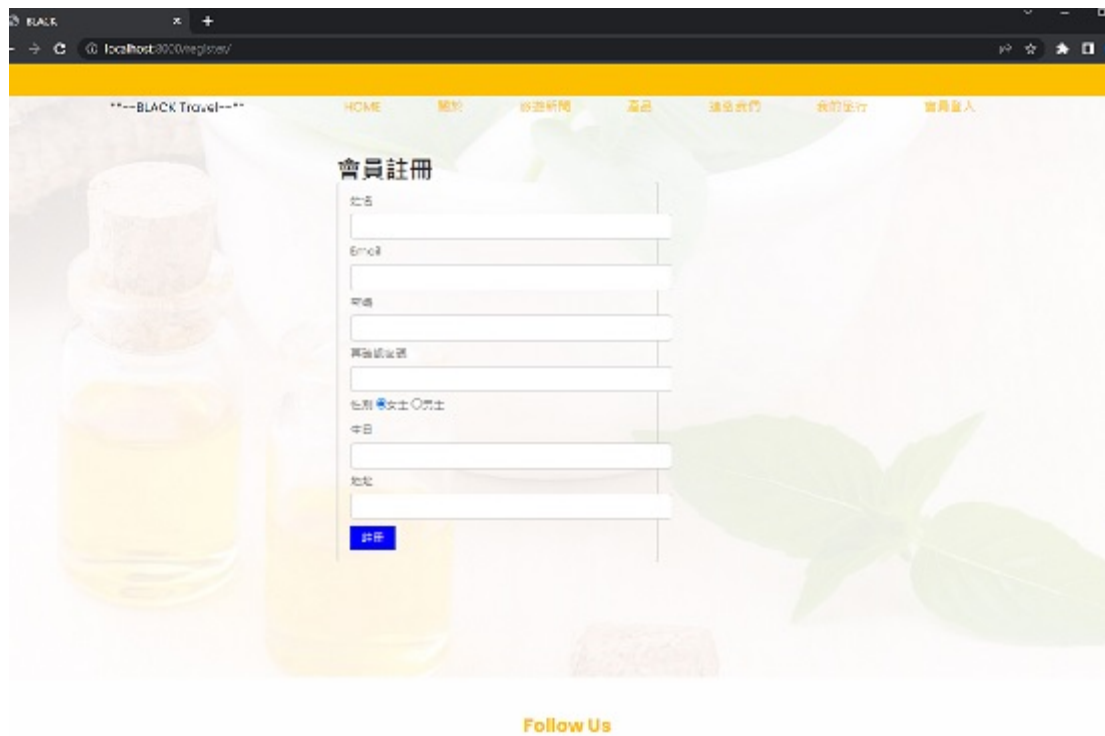 BLACK
localhost:8000/register/
**--BLACK Travel--** HOME 關於 旅遊新聞 產品 連絡我們 我的旅行 會員登入
會員註冊
姓名
Email
密碼
再確認密碼
性別 女士 男士
生日
地址
註冊
Follow Us